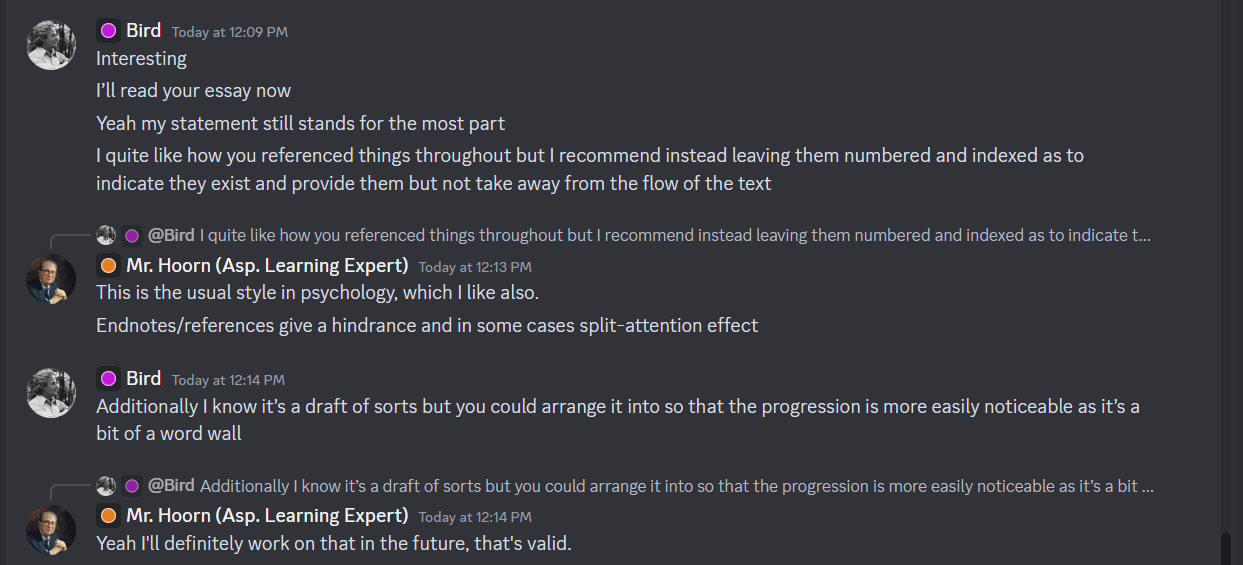 Bird Today at 12:09 PM
Interesting
I’ll read your essay now
Yeah my statement still stands for the most part
I quite like how you referenced things throughout but I recommend instead leaving them numbered and indexed as to
indicate they exist and provide them but not take away from the flow of the text
@Bird I quite like how you referenced things throughout but I recommend instead leaving them numbered and indexed as to indicate t...
Mr. Hoorn (Asp. Learning Expert) Today at 12:13 PM
This is the usual style in psychology, which I like also.
Endnotes/references give a hindrance and in some cases split-attention effect
Bird Today at 12:14 PM
Additionally I know it’s a draft of sorts but you could arrange it into so that the progression is more easily noticeable as it’s a
bit of a word wall
@Bird Additionally I know it’s a draft of sorts but you could arrange it into so that the progression is more easily noticeable as it’s a bit ...
Mr. Hoorn (Asp. Learning Expert) Today at 12:14 PM
Yeah I'll definitely work on that in the future, that's valid.